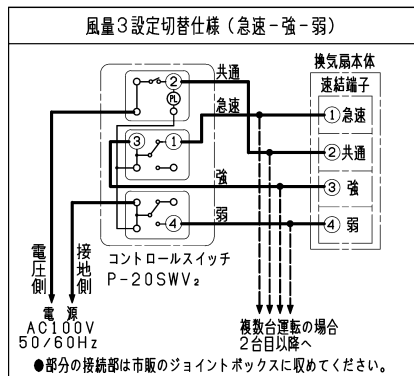 風量3設定切替仕様(急速-強-弱)
換気扇本体
速結端子
共通
急速
強
弱
② PL
③ ①
④
①急速
②共通
③ 強
④ 弱
コントロールスイッチ
P-20SWV₂
電圧側
接地側
電 源
AC100V
50/60Hz
複数台運転の場合
2台目以降へ
●部分の接続部は市販のジョイントボックスに収めてください。